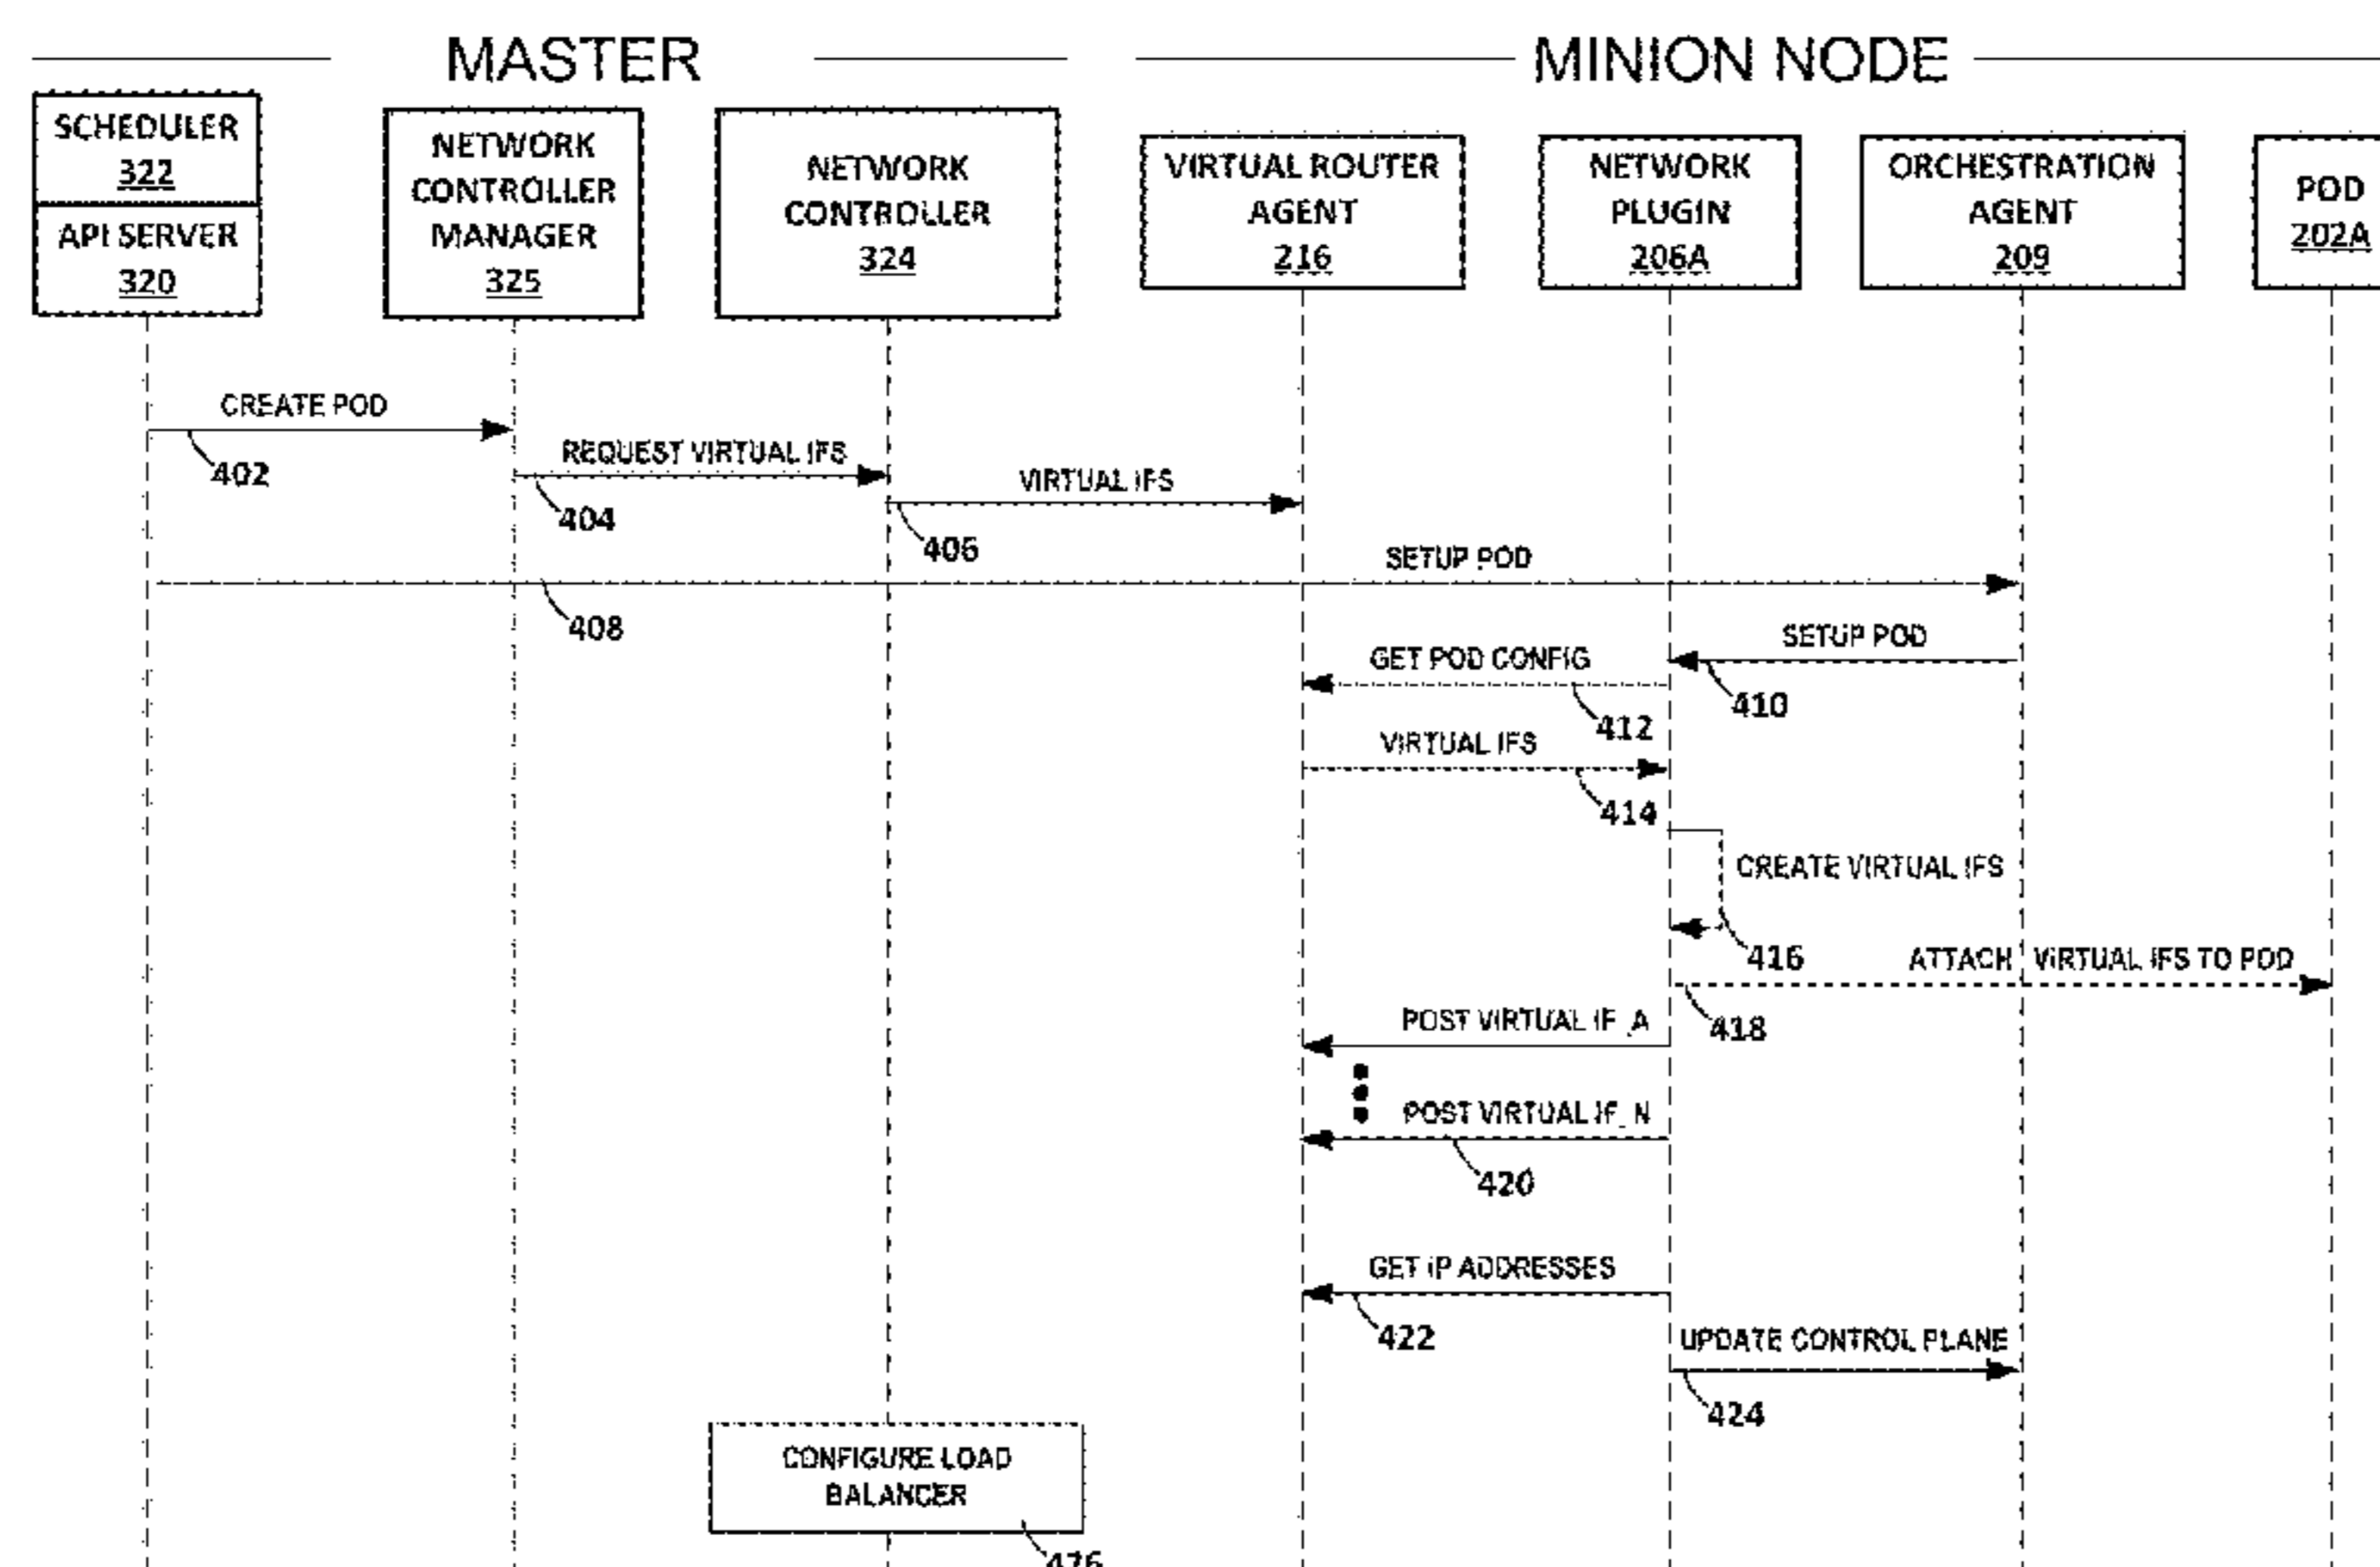 MASTER
MINION NODE
SCHEDULER
322
API SERVER
320
NETWORK
CONTROLLER
MANAGER
325
NETWORK
CONTROLLER
324
VIRTUAL ROUTER
AGENT
216
NETWORK
PLUGIN
206A
ORCHESTRATION
AGENT
209
POD
202A
CREATE POD
402
REQUEST VIRTUAL IFS
404
VIRTUAL IFS
406
SETUP POD
408
SETUP POD
410
GET POD CONFIG
412
VIRTUAL IFS
414
CREATE VIRTUAL IFS
416
ATTACH VIRTUAL IFS TO POD
418
POST VIRTUAL IF_A
POST VIRTUAL IF_N
420
GET IP ADDRESSES
422
UPDATE CONTROL PLANE
424
CONFIGURE LOAD
BALANCER